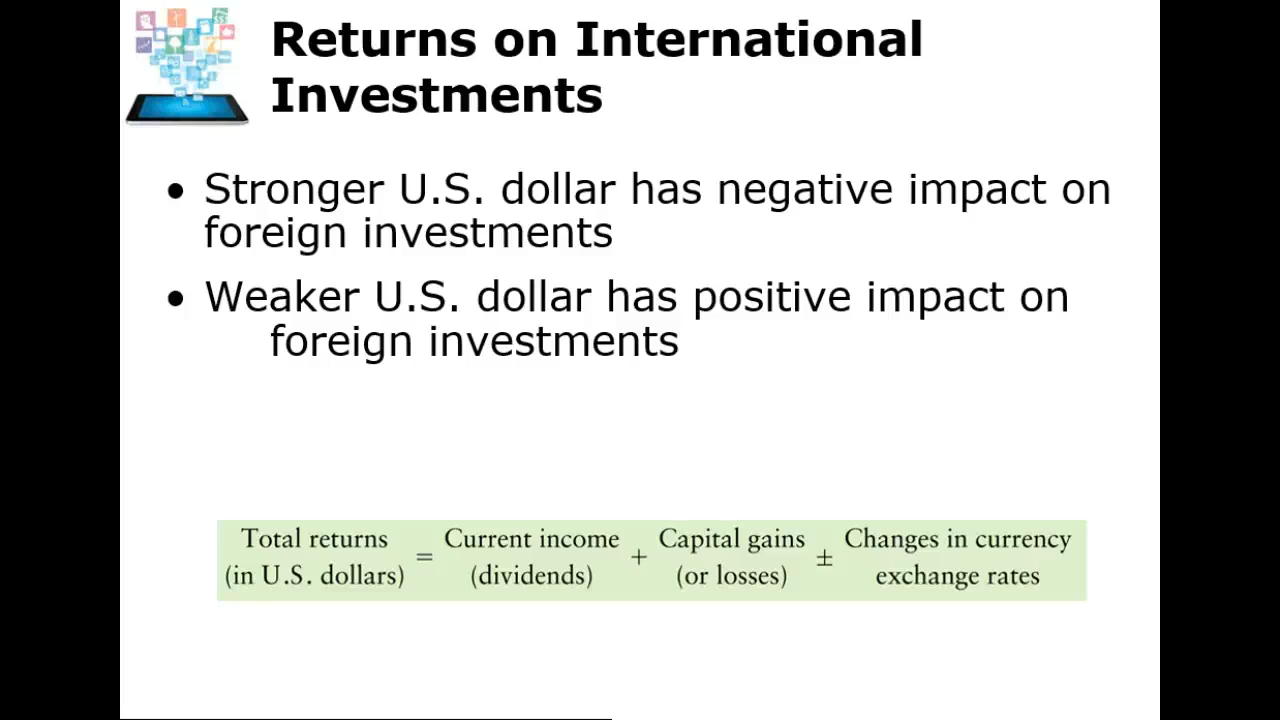 Returns on International
Investments
• Stronger U.S. dollar has negative impact on
foreign investments
• Weaker U.S. dollar has positive impact on
foreign investments
Total returns = Current income + Capital gains ± Changes in currency
(in U.S. dollars) (dividends) (or losses) exchange rates